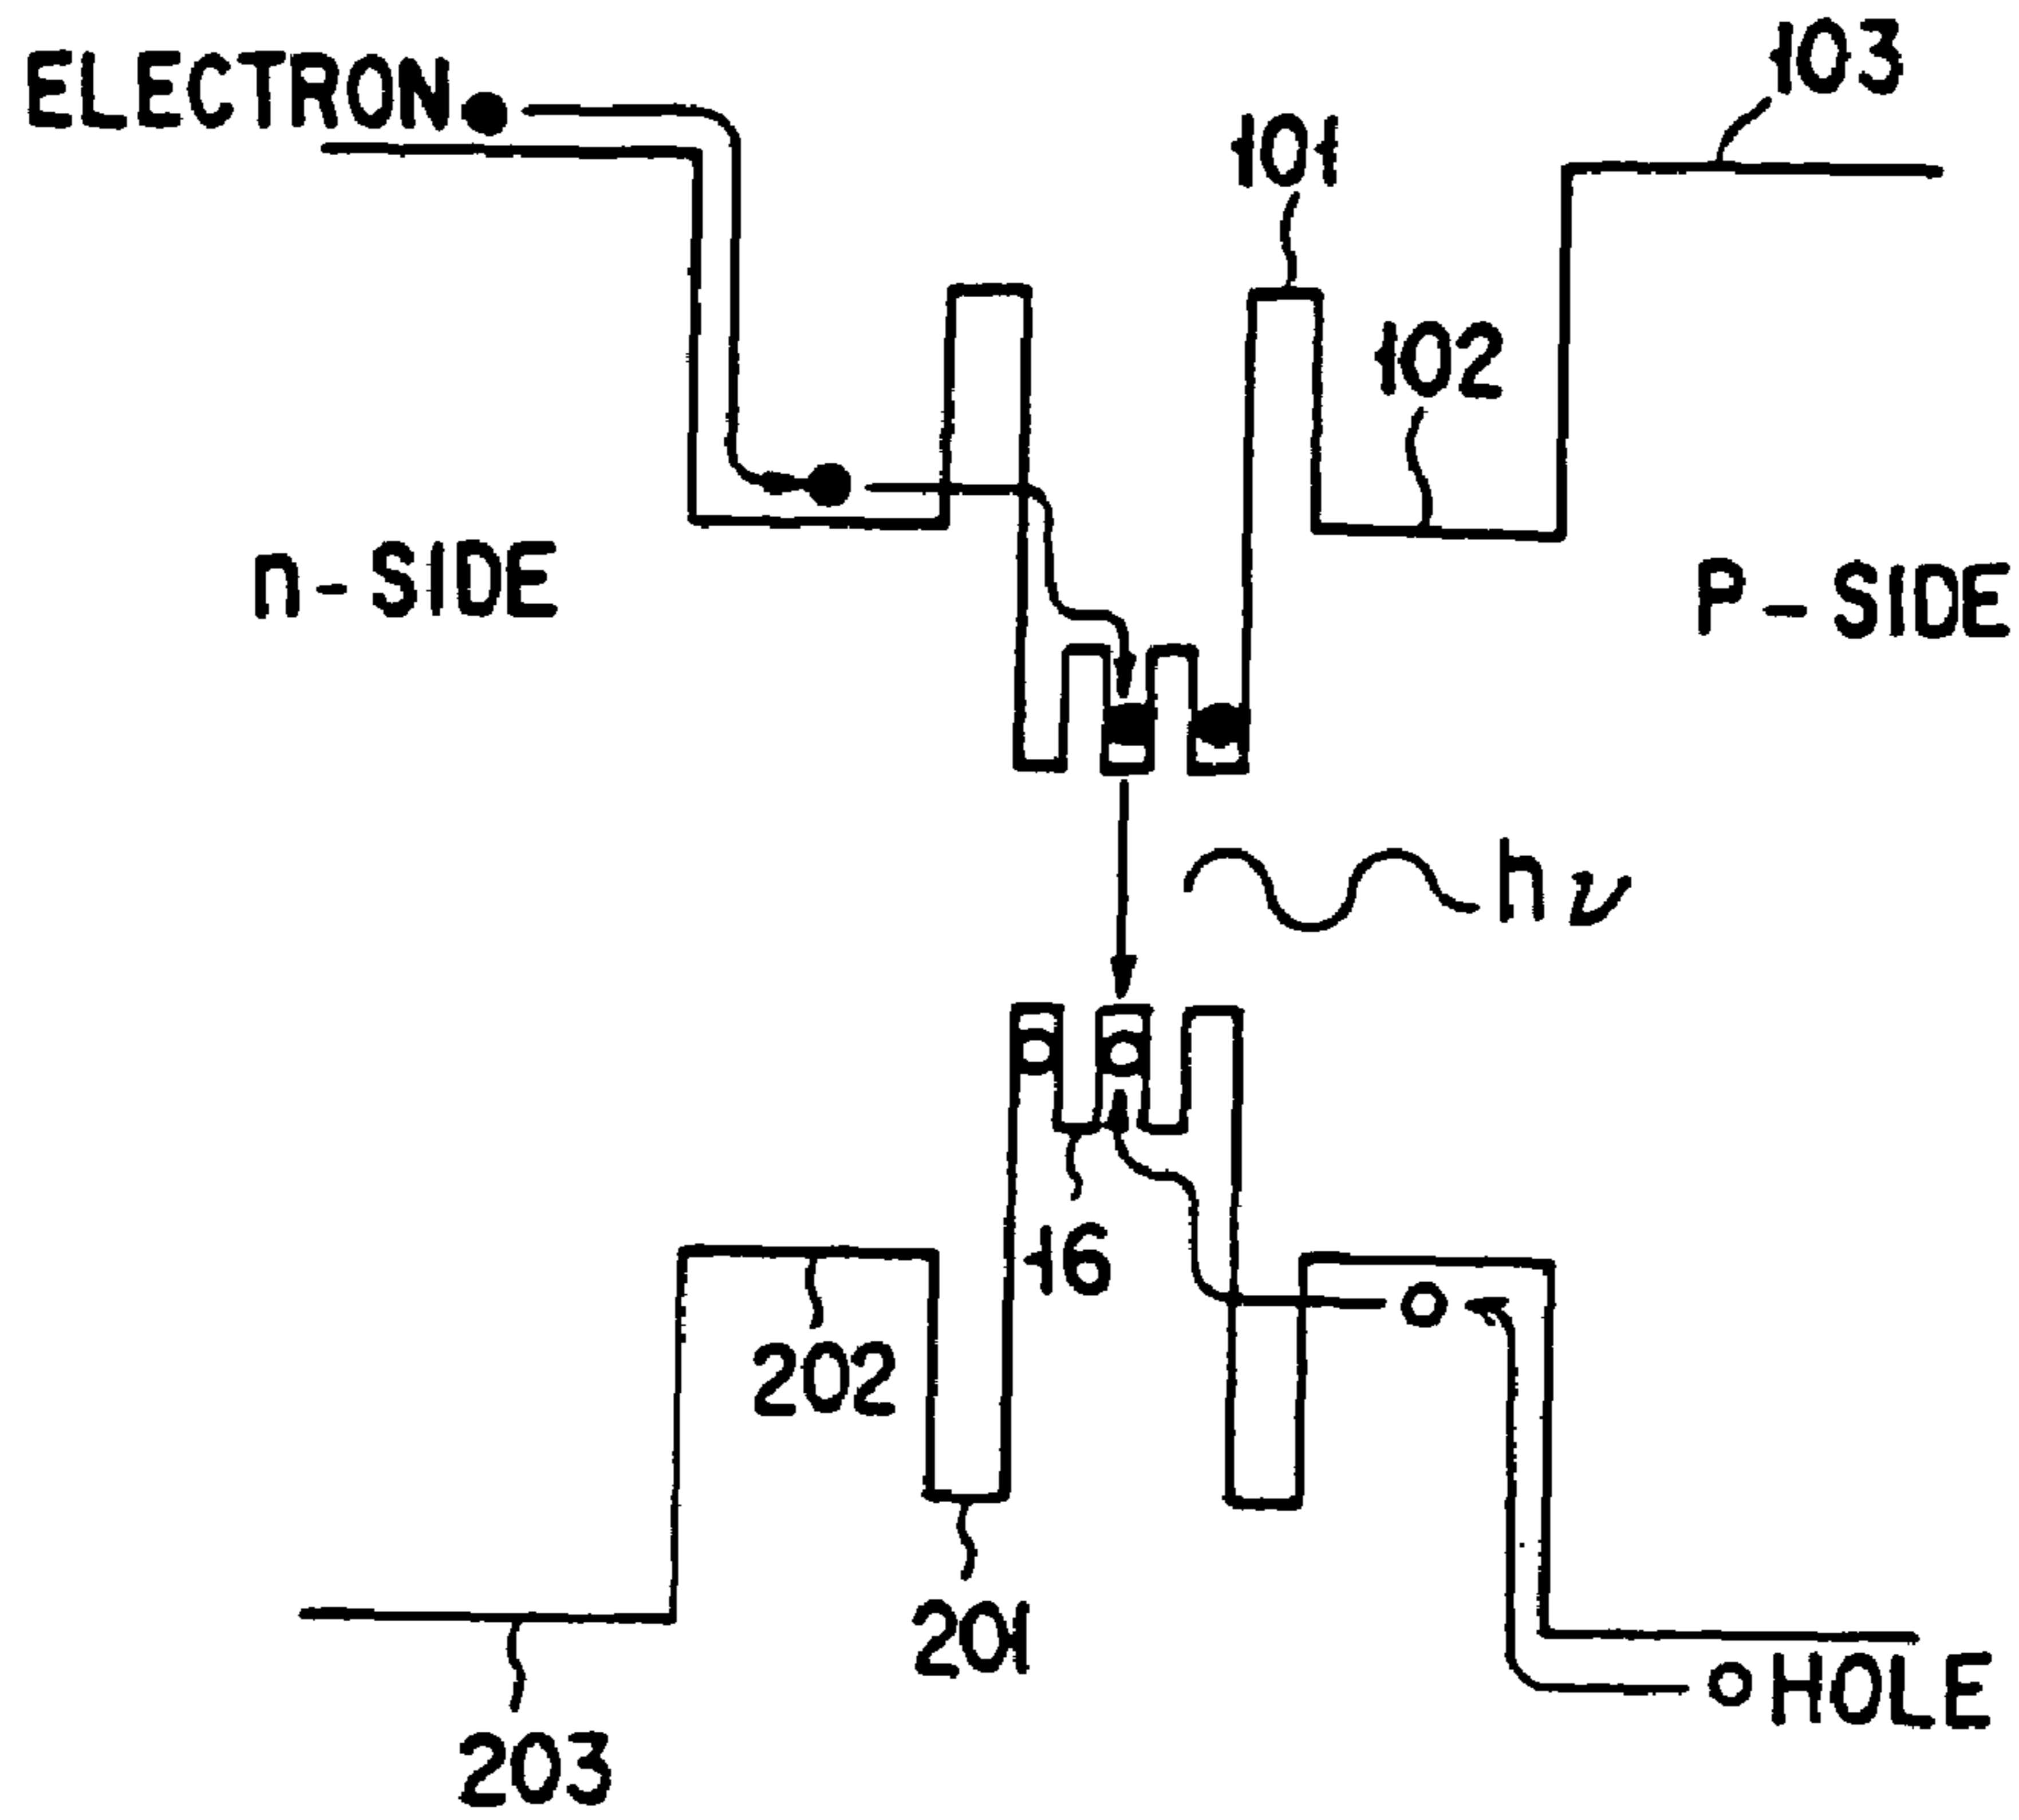 ELECTRON
103
101
102
n-SIDE
P-SIDE
hν
16
202
201
HOLE
203